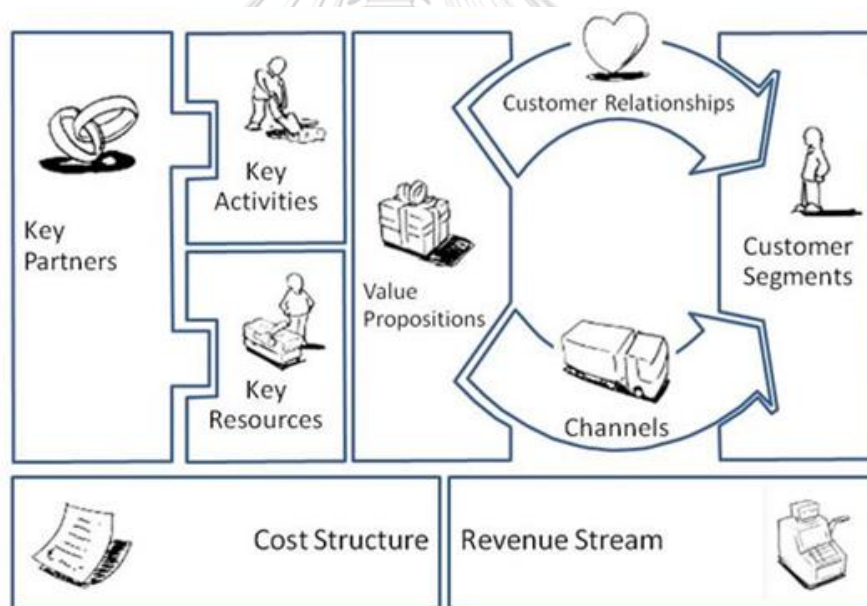 Key
Partners
Key
Activities
Key
Resources
Value
Propositions
Customer Relationships
Channels
Customer
Segments
Cost Structure
Revenue Stream